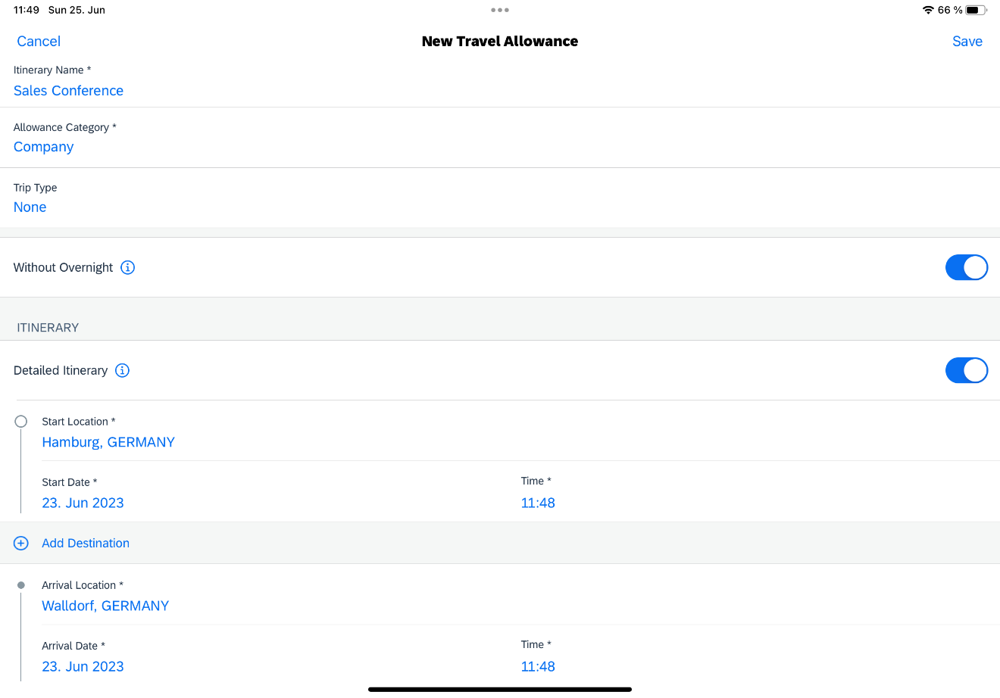 11:49 Sun 25. Jun
66 %
Cancel
New Travel Allowance
Save
Itinerary Name *
Sales Conference
Allowance Category *
Company
Trip Type
None
Without Overnight
ITINERARY
Detailed Itinerary
Start Location *
Hamburg, GERMANY
Start Date *
Time *
23. Jun 2023
11:48
Add Destination
Arrival Location *
Walldorf, GERMANY
Arrival Date *
Time *
23. Jun 2023
11:48